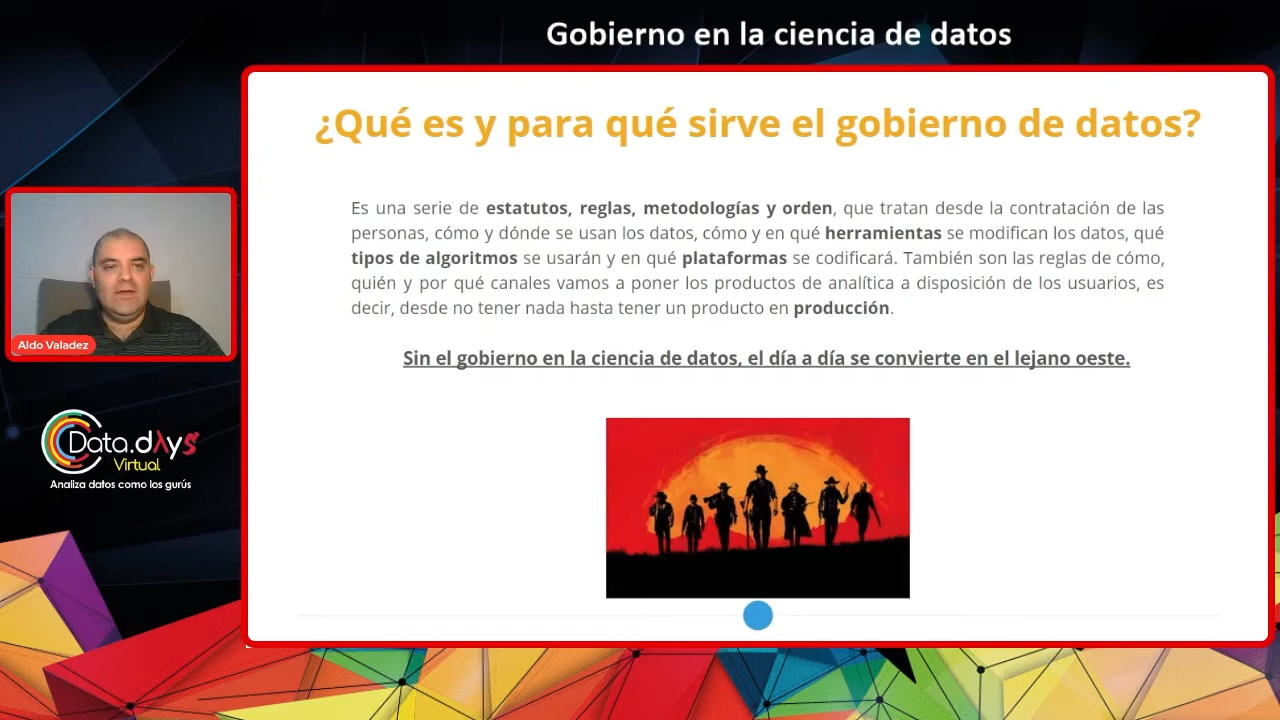 Gobierno en la ciencia de datos
¿Qué es y para qué sirve el gobierno de datos?
Es una serie de estatutos, reglas, metodologías y orden, que tratan desde la contratación de las
personas, cómo y dónde se usan los datos, cómo y en qué herramientas se modifican los datos, qué
tipos de algoritmos se usarán y en qué plataformas se codificará. También son las reglas de cómo,
quién y por qué canales vamos a poner los productos de analítica a disposición de los usuarios, es
decir, desde no tener nada hasta tener un producto en producción.
Sin el gobierno en la ciencia de datos, el día a día se convierte en el lejano oeste.
Aldo Valadez
Data.dAys
Virtual
Analiza datos como los gurús